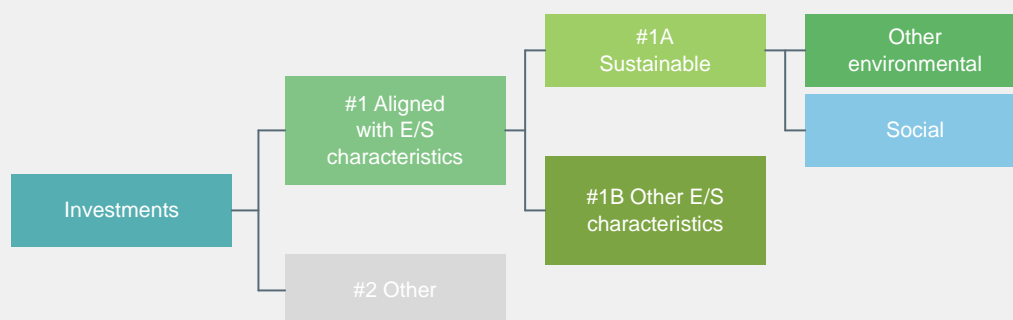 #1A
Sustainable
Other
environmental
#1 Aligned
with E/S
characteristics
Social
Investments
#1B Other E/S
characteristics
#2 Other